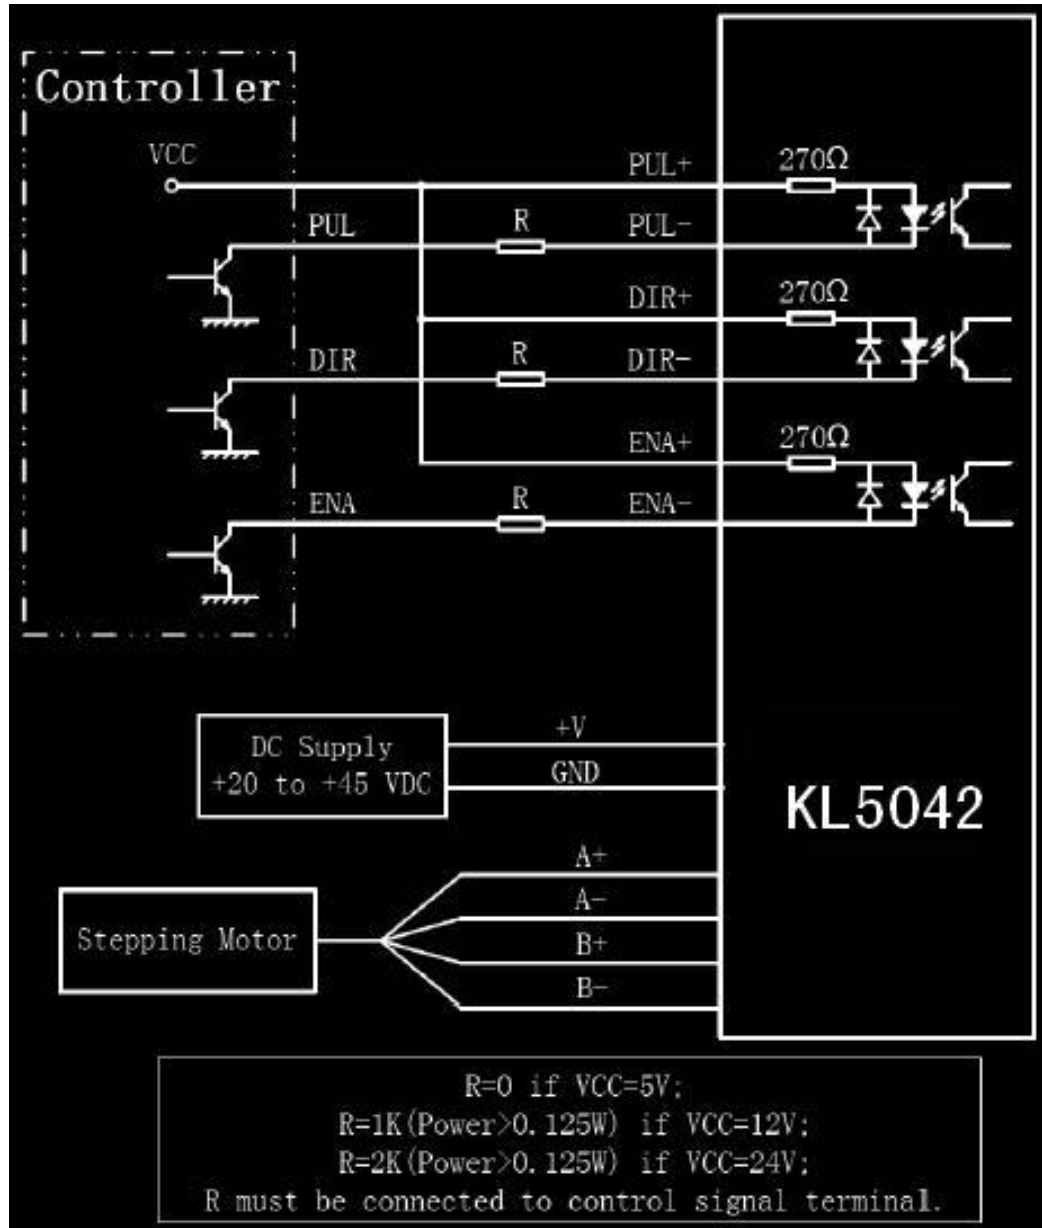 Controller
VCC
PUL+
270Ω
PUL
R
PUL-
DIR+
270Ω
DIR
R
DIR-
ENA+
270Ω
ENA
R
ENA-
DC Supply
+20 to +45 VDC
+V
GND
KL5042
Stepping Motor
A+
A-
B+
B-
R=0 if VCC=5V;
R=1K(Power>0.125W) if VCC=12V;
R=2K(Power>0.125W) if VCC=24V;
R must be connected to control signal terminal.